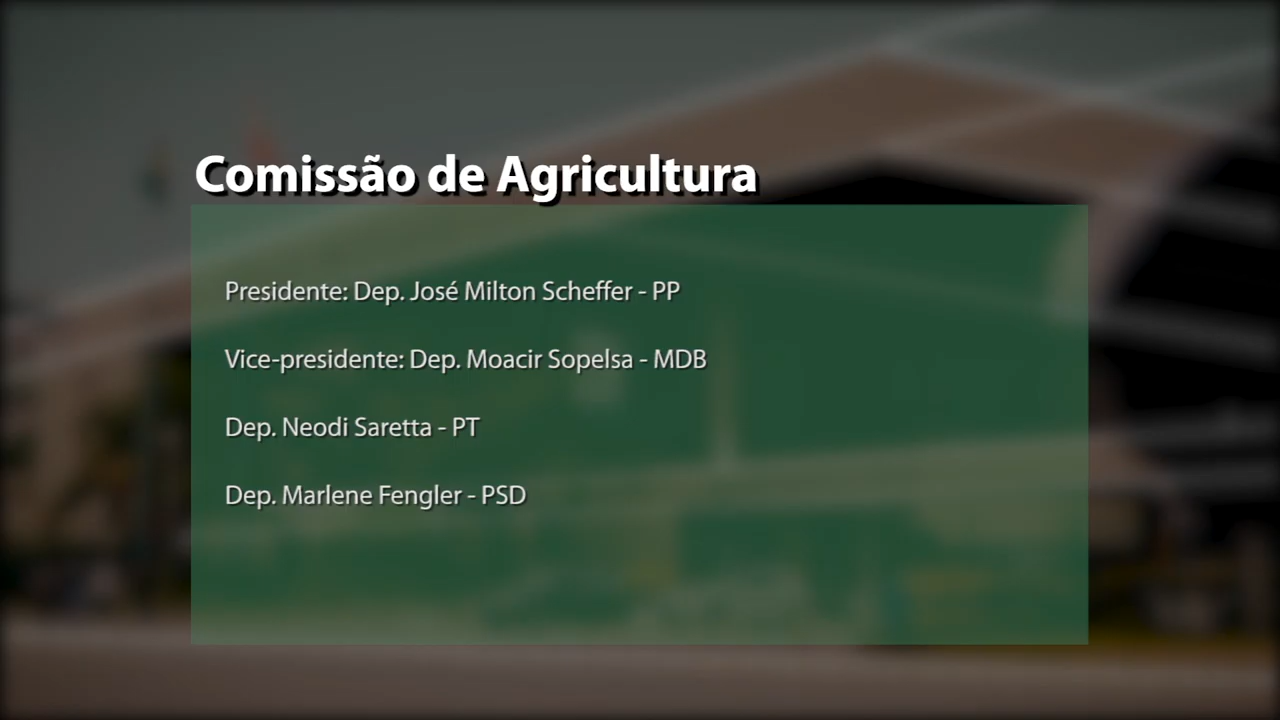 Comissão de Agricultura
Presidente: Dep. José Milton Scheffer - PP
Vice-presidente: Dep. Moacir Sopelsa - MDB
Dep. Neodi Saretta - PT
Dep. Marlene Fengler - PSD